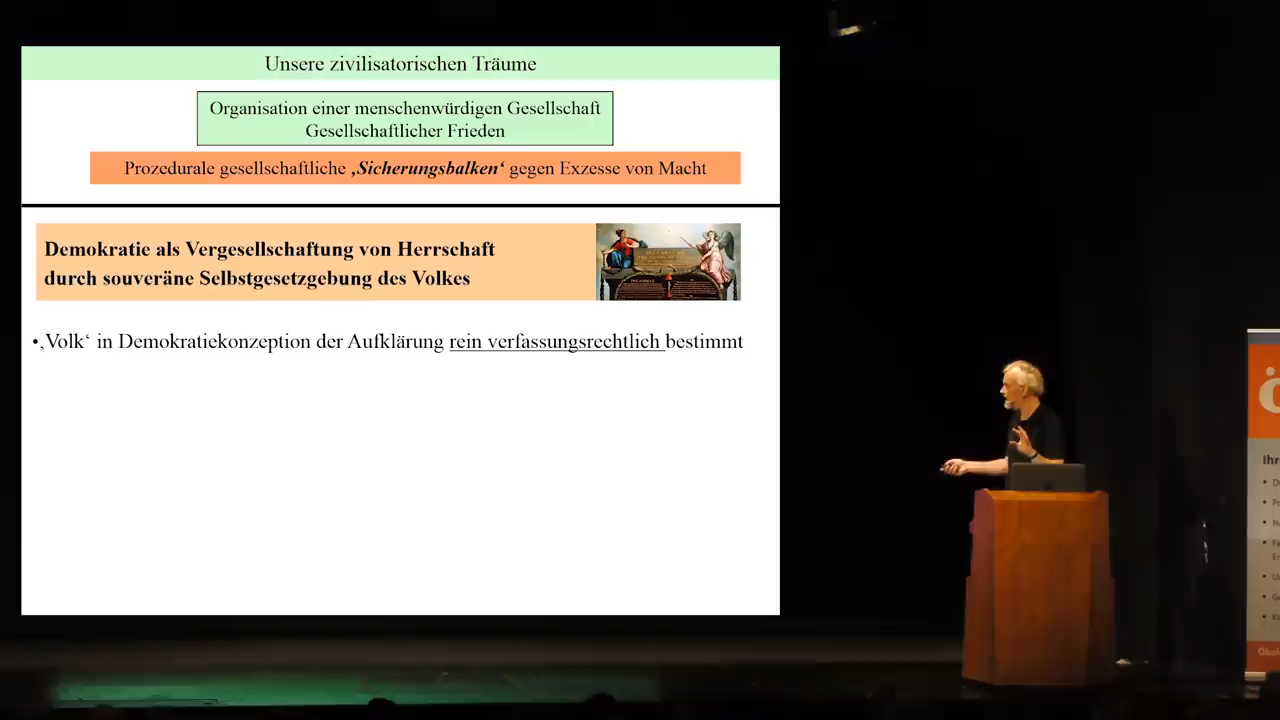 Unsere zivilisatorischen Träume
Organisation einer menschenwürdigen Gesellschaft
Gesellschaftlicher Frieden
Prozedurale gesellschaftliche ‚Sicherungsbalken‘ gegen Exzesse von Macht
Demokratie als Vergesellschaftung von Herrschaft
durch souveräne Selbstgesetzgebung des Volkes
•‚Volk‘ in Demokratiekonzeption der Aufklärung rein verfassungsrechtlich bestimmt
Ihr